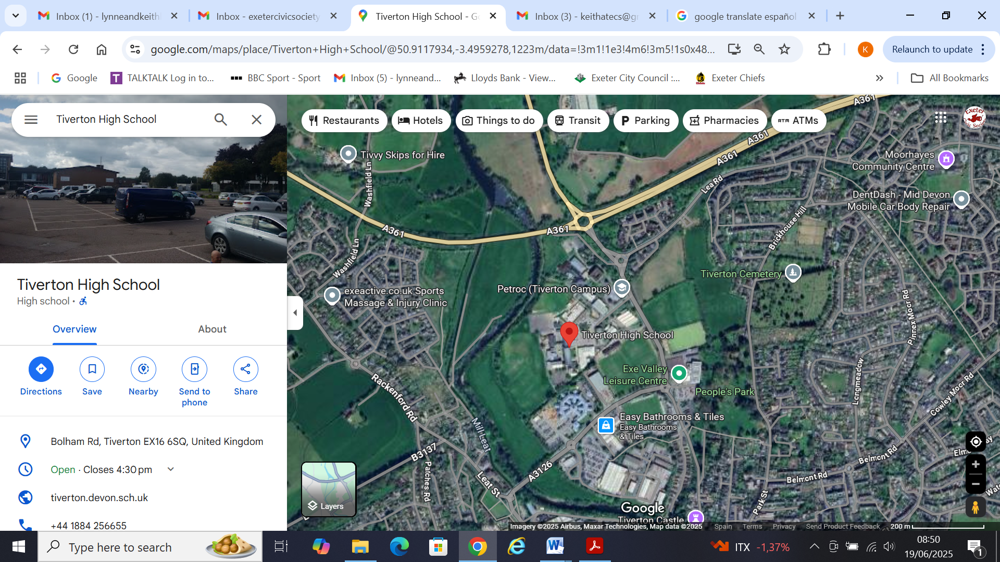 Inbox (1) - lynneandkeith
Inbox - exetercivicsociety
Tiverton High School - Go
Inbox (3) - keithatecs@gm
google translate español
google.com/maps/place/Tiverton+High+School/@50.9117934,-3.4959278,1223m/data=!3m1!1e3!4m6!3m5!1s0x48...
K
Relaunch to update
Google
TALKTALK Log in to...
BBC Sport - Sport
Inbox (5) - lynneand...
Lloyds Bank - View...
Exeter City Council :...
Exeter Chiefs
All Bookmarks
Tiverton High School
Restaurants
Hotels
Things to do
Transit
Parking
Pharmacies
ATMs
Exeter
Civic Society
A361
A361
A361
Tivvy Skips for Hire
Moorhayes
Community Centre
Washfield Ln
Lea Rd
DentDash - Mid Devon
Mobile Car Body Repair
A361
A361
Brickhouse Hill
Washfield Ln
Tiverton Cemetery
Petroc (Tiverton Campus)
exeactive.co.uk Sports
Massage & Injury Clinic
Pinnex Moor Rd
Tiverton High School
Exe Valley
Leisure Centre
People's Park
Longmeadow
Cowley Moor Rd
Rackenford Rd
Easy Bathrooms & Tiles
Easy Bathrooms
& Tiles
Mill Leat
B3137
A3126
Belmont Rd
Belmont Rd
Patches Rd
Leat St
Park St
Tiverton Castle
Google
Layers
Imagery ©2025 Airbus, Maxar Technologies, Map data ©2025
Spain
Terms
Privacy
Send Product Feedback
200 m
Tiverton High School
High school ·
Overview
About
Directions
Save
Nearby
Send to
phone
Share
Bolham Rd, Tiverton EX16 6SQ, United Kingdom
Open · Closes 4:30 pm
tiverton.devon.sch.uk
+44 1884 256655
Type here to search
ITX -1,37%
08:50
19/06/2025
1